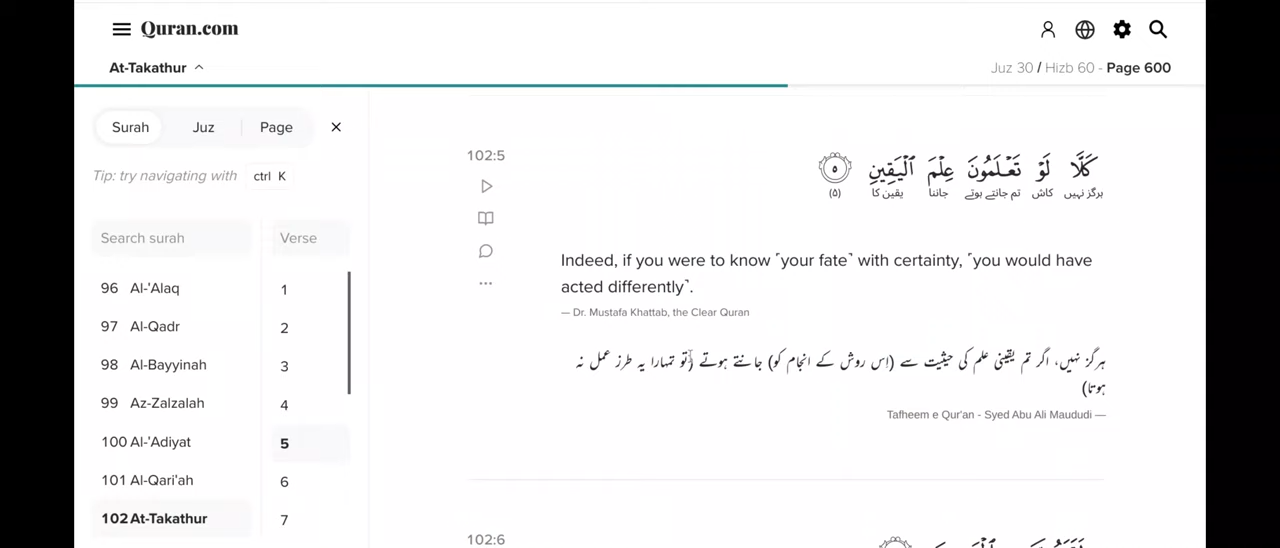 Quran.com
At-Takathur
Juz 30 / Hizb 60 - Page 600
Surah Juz Page
Tip: try navigating with ctrl K
Search surah Verse
96 Al-'Alaq
97 Al-Qadr
98 Al-Bayyinah
99 Az-Zalzalah
100 Al-'Adiyat
101 Al-Qari'ah
102 At-Takathur
1
2
3
4
5
6
7
102:5
كَلَّا لَوْ تَعْلَمُونَ عِلْمَ ٱلْيَقِينِ ٥
ہرگز نہیں کاش تم جانتے ہوتے جاننا یقین کا (۵)
Indeed, if you were to know ˹your fate˺ with certainty, ˹you would have
acted differently˺.
— Dr. Mustafa Khattab, the Clear Quran
ہرگز نہیں، اگر تم یقینی علم کی حیثیت سے (اِس روش کے انجام کو) جانتے ہوتے (تو تمہارا یہ طرز عمل نہ
ہوتا)
Tafheem e Qur'an - Syed Abu Ali Maududi —
102:6